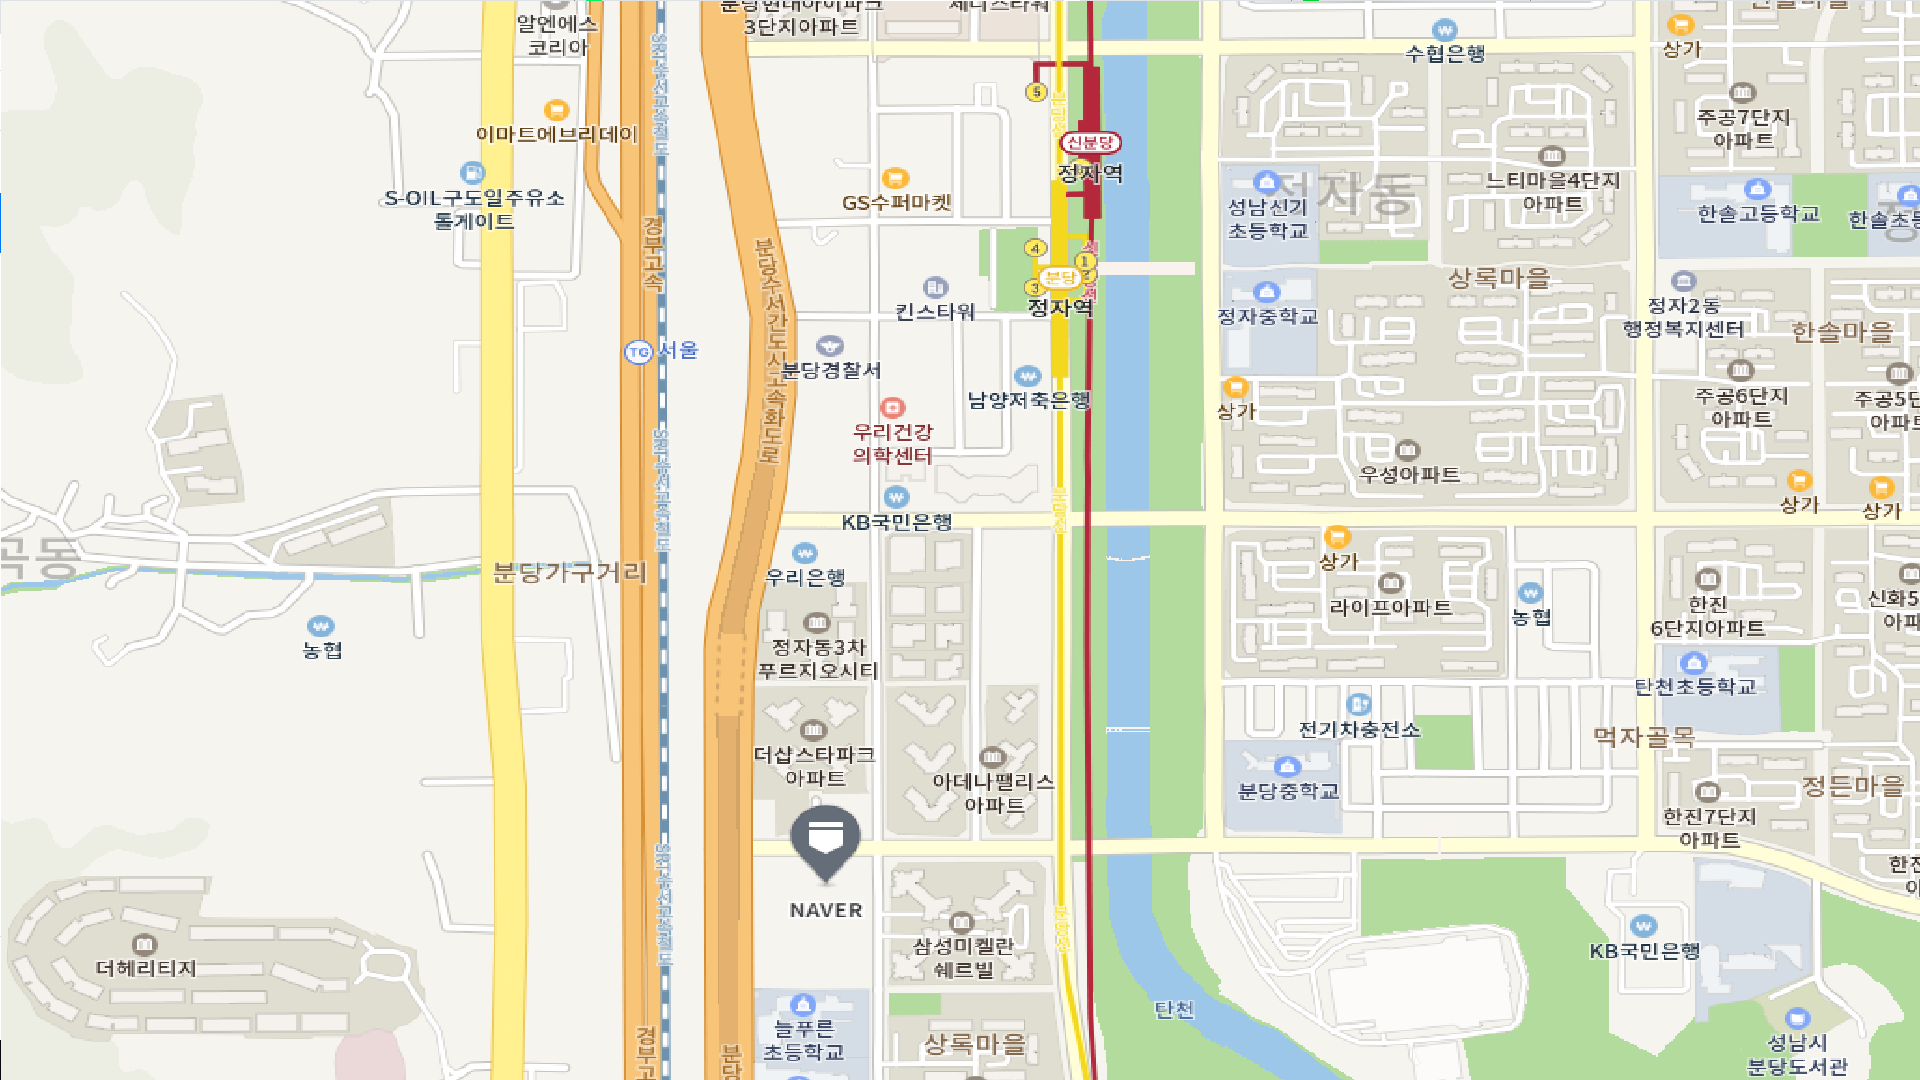 알엔에스
코리아
분당현대아이파크
3단지아파트
제니스타워
수협은행
상가
한솔마을
이마트에브리데이
5
신분당
정자역
주공7단지
아파트
S-OIL구도일주유소
톨게이트
GS수퍼마켓
성남신기
초등학교
정자동
느티마을4단지
아파트
한솔고등학교
한솔초등
경부고속
분당수서간도시고속화도로
4
1
3
2
분당
정자역
킨스타워
정자중학교
상록마을
정자2동
행정복지센터
한솔마을
TG 서울
분당경찰서
남양저축은행
상가
주공6단지
아파트
주공5단
아파트
우리건강
의학센터
우성아파트
상가
상가
KB국민은행
곡동
분당가구거리
우리은행
상가
라이프아파트
농협
한진
6단지아파트
신화5
아파
농협
정자동3차
푸르지오시티
탄천초등학교
더샵스타파크
아파트
아데나팰리스
아파트
전기차충전소
먹자골목
분당중학교
정든마을
한진7단지
아파트
NAVER
한진
아
더헤리티지
삼성미켈란
쉐르빌
KB국민은행
탄천
늘푸른
초등학교
상록마을
성남시
분당도서관
경부고
분당